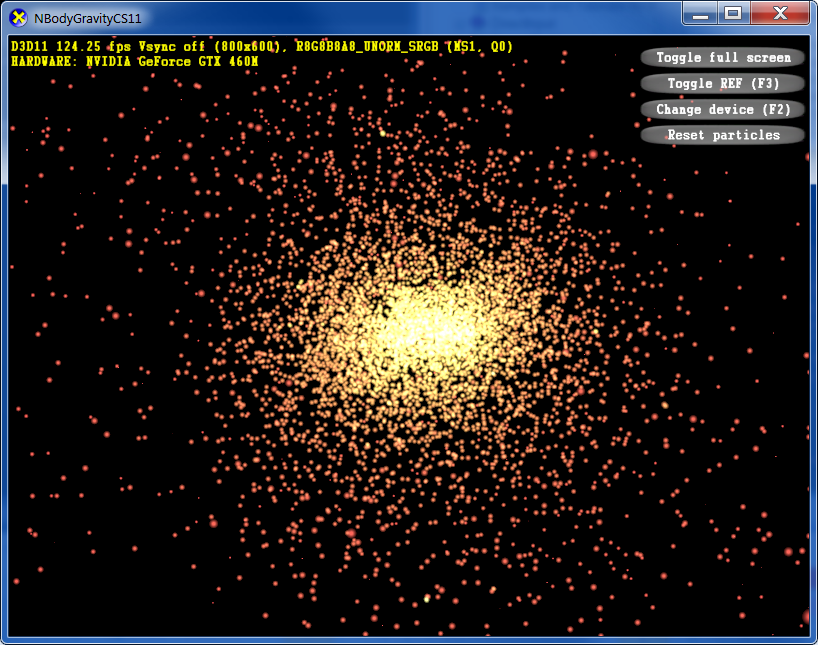 NBodyGravityCS11
D3D11 124.25 fps Vsync off (800x600), R8G8B8A8_UNORM_SRGB (MS1, Q0)
HARDWARE: NVIDIA GeForce GTX 460M
Toggle full screen
Toggle REF (F3)
Change device (F2)
Reset particles